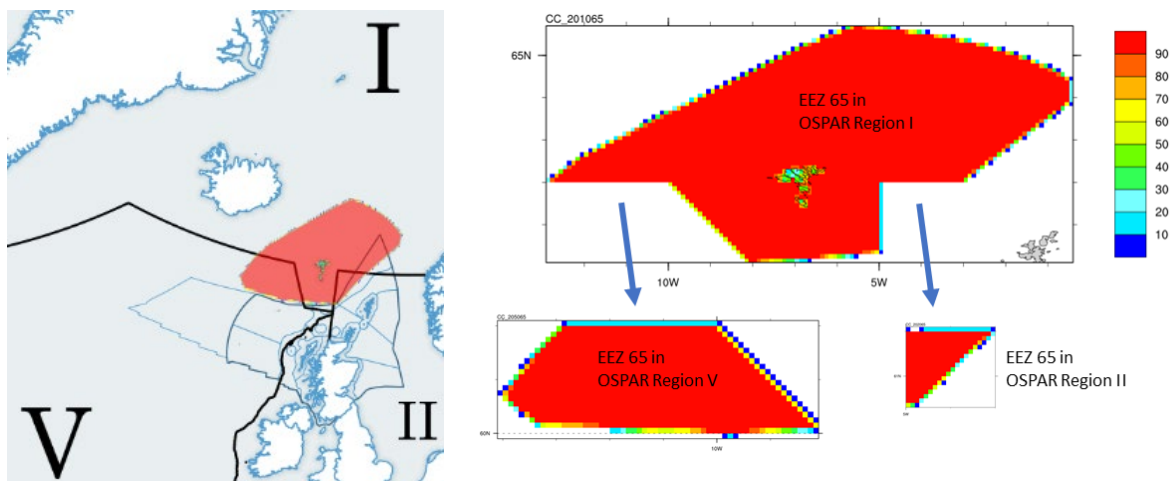 I
V
II
CC_201065
65N
EEZ 65 in
OSPAR Region I
10W
5W
90
80
70
60
50
40
30
20
10
CC_205065
EEZ 65 in
OSPAR Region V
60N
10W
EEZ 65 in
OSPAR Region II